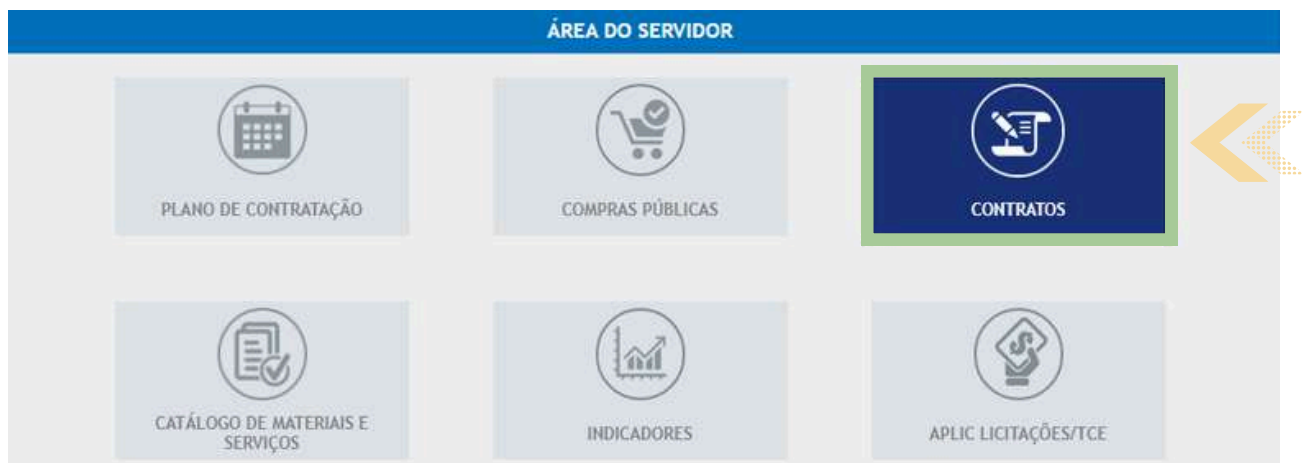 ÁREA DO SERVIDOR
PLANO DE CONTRATAÇÃO
COMPRAS PÚBLICAS
CONTRATOS
CATÁLOGO DE MATERIAIS E
SERVIÇOS
INDICADORES
APLIC LICITAÇÕES/TCE